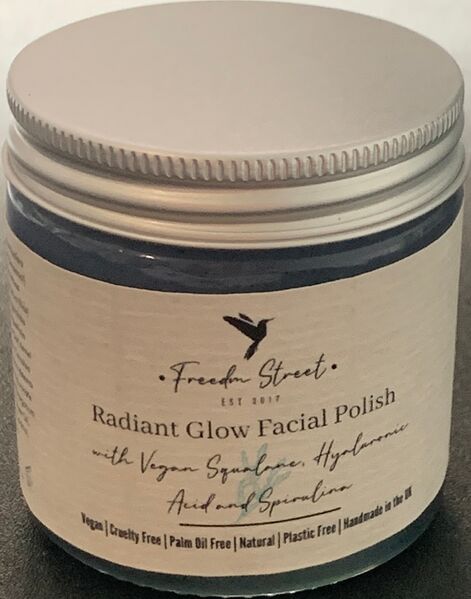 Freedm Street
EST 2017
Radiant Glow Facial Polish
with Vegan Squalane, Hyaluronic
Acid and Spirulina
Vegan | Cruelty Free | Palm Oil Free | Natural | Plastic Free | Handmade in the UK